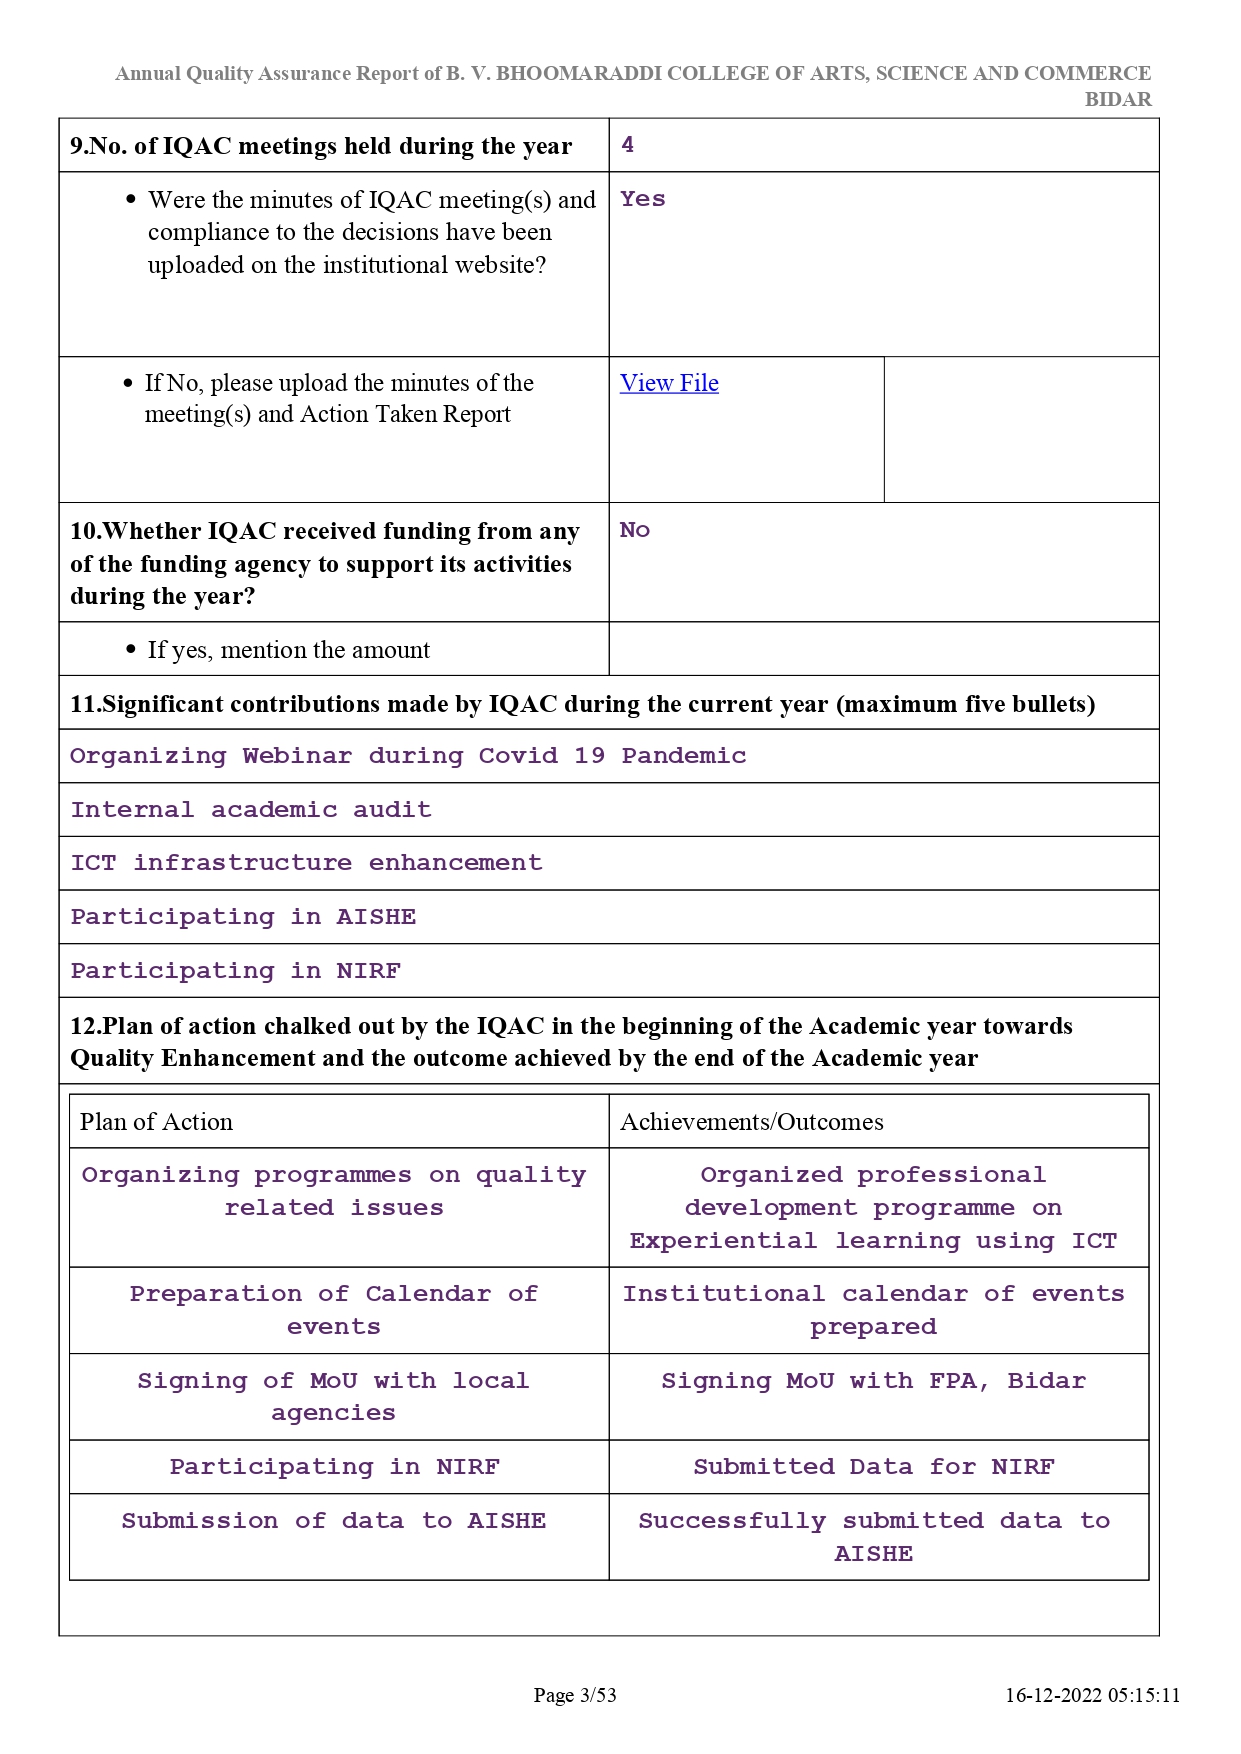 Annual Quality Assurance Report of B. V. BHOOMARADDI COLLEGE OF ARTS, SCIENCE AND COMMERCE
BIDAR
9.No. of IQAC meetings held during the year
4
• Were the minutes of IQAC meeting(s) and
compliance to the decisions have been
uploaded on the institutional website?
Yes
• If No, please upload the minutes of the
meeting(s) and Action Taken Report
View File
10.Whether IQAC received funding from any
of the funding agency to support its activities
during the year?
No
• If yes, mention the amount
11.Significant contributions made by IQAC during the current year (maximum five bullets)
Organizing Webinar during Covid 19 Pandemic
Internal academic audit
ICT infrastructure enhancement
Participating in AISHE
Participating in NIRF
12.Plan of action chalked out by the IQAC in the beginning of the Academic year towards
Quality Enhancement and the outcome achieved by the end of the Academic year
Plan of Action
Achievements/Outcomes
Organizing programmes on quality
related issues
Organized professional
development programme on
Experiential learning using ICT
Preparation of Calendar of
events
Institutional calendar of events
prepared
Signing of MoU with local
agencies
Signing MoU with FPA, Bidar
Participating in NIRF
Submitted Data for NIRF
Submission of data to AISHE
Successfully submitted data to
AISHE
Page 3/53
16-12-2022 05:15:11